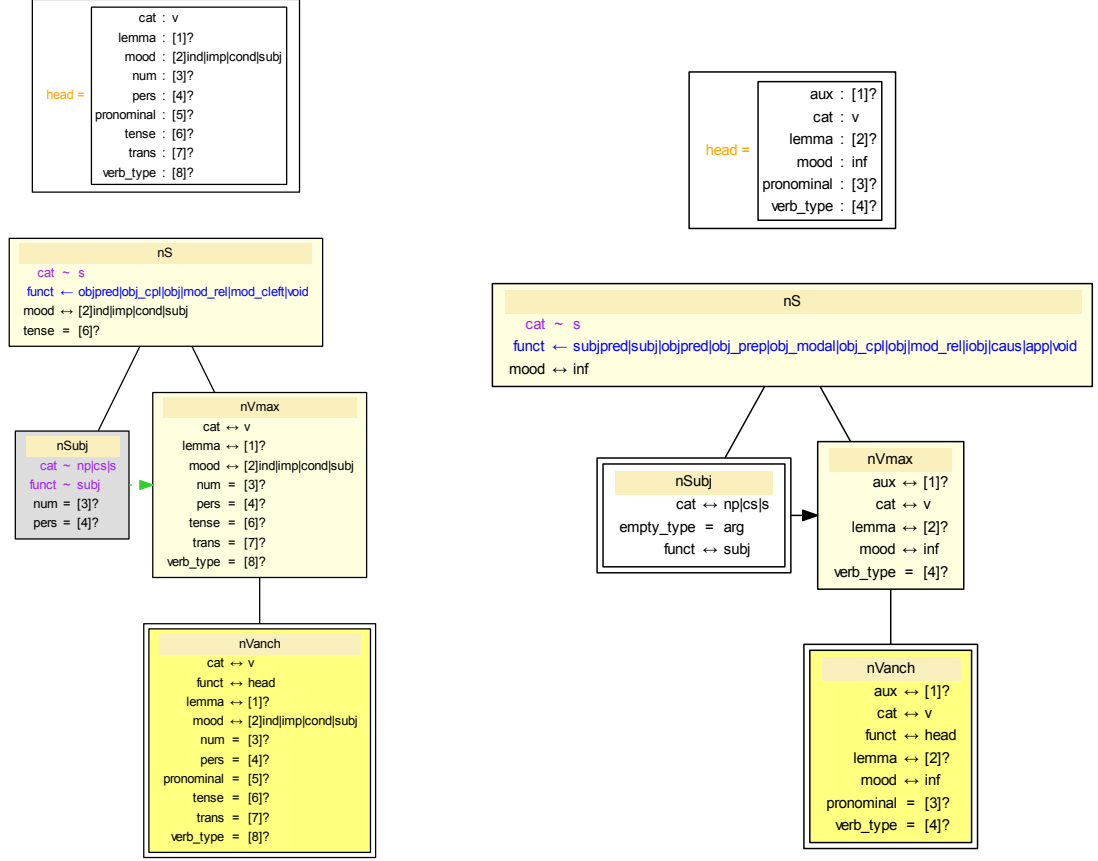 cat : v
lemma : [1]?
mood : [2]ind|imp|cond|subj
num : [3]?
head = pers : [4]?
pronominal : [5]?
tense : [6]?
trans : [7]?
verb_type : [8]?
nS
cat ~ s
funct ← objpred|obj_cpl|obj|mod_rel|mod_cleft|void
mood ↔ [2]ind|imp|cond|subj
tense = [6]?
nSubj
cat ~ np|cs|s
funct ~ subj
num = [3]?
pers = [4]?
nVmax
cat ↔ v
lemma ↔ [1]?
mood ↔ [2]ind|imp|cond|subj
num = [3]?
pers = [4]?
tense = [6]?
trans = [7]?
verb_type = [8]?
nVanch
cat ↔ v
funct ↔ head
lemma ↔ [1]?
mood ↔ [2]ind|imp|cond|subj
num = [3]?
pers = [4]?
pronominal = [5]?
tense = [6]?
trans = [7]?
verb_type = [8]?
aux : [1]?
cat : v
lemma : [2]?
head =
mood : inf
pronominal : [3]?
verb_type : [4]?
nS
cat ~ s
funct ← subjpred|subj|objpred|obj_prep|obj_modal|obj_cpl|obj|mod_rel|iobj|caus|app|void
mood ↔ inf
nSubj
cat ↔ np|cs|s
empty_type = arg
funct ↔ subj
nVmax
aux ↔ [1]?
cat ↔ v
lemma ↔ [2]?
mood ↔ inf
verb_type = [4]?
nVanch
aux ↔ [1]?
cat ↔ v
funct ↔ head
lemma ↔ [2]?
mood ↔ inf
pronominal = [3]?
verb_type = [4]?